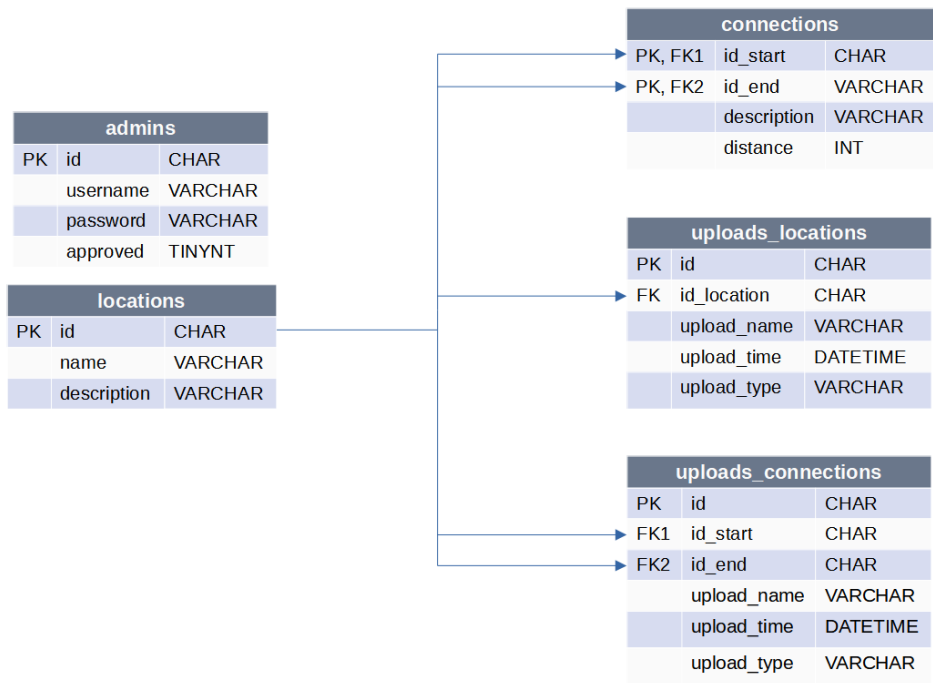 admins
PK id CHAR
username VARCHAR
password VARCHAR
approved TINYNT
locations
PK id CHAR
name VARCHAR
description VARCHAR
connections
PK, FK1 id_start CHAR
PK, FK2 id_end VARCHAR
description VARCHAR
distance INT
uploads_locations
PK id CHAR
FK id_location CHAR
upload_name VARCHAR
upload_time DATETIME
upload_type VARCHAR
uploads_connections
PK id CHAR
FK1 id_start CHAR
FK2 id_end CHAR
upload_name VARCHAR
upload_time DATETIME
upload_type VARCHAR